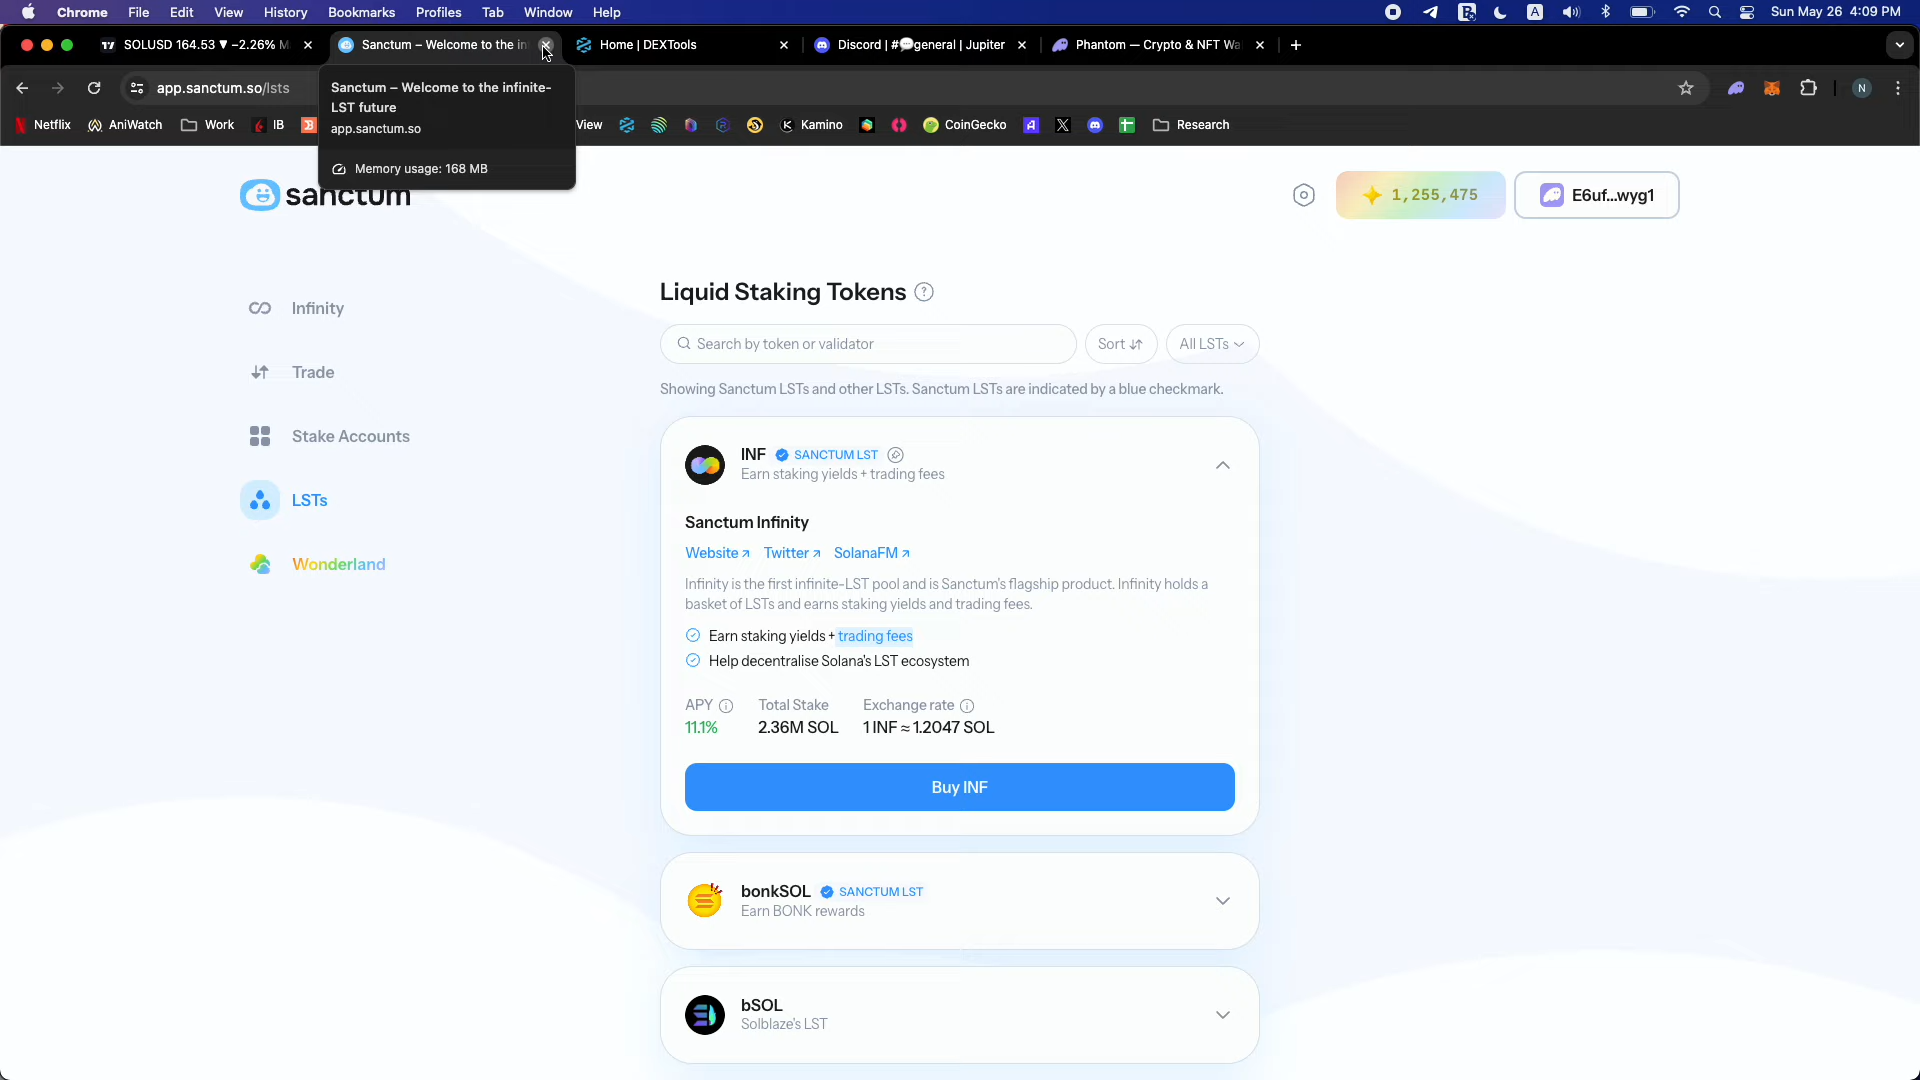 Chrome File Edit View History Bookmarks Profiles Tab Window Help
A Sun May 26 4:09 PM
SOLUSD 164.53 ▼ −2.26% M
Sanctum – Welcome to the in
Home | DEXTools
Discord | #💬general | Jupiter
Phantom — Crypto & NFT Wa
app.sanctum.so/lsts
N
Sanctum – Welcome to the infinite-
LST future
app.sanctum.so
Memory usage: 168 MB
Netflix AniWatch Work IB View Kamino CoinGecko Research
sanctum
1,255,475
E6uf...wyg1
Infinity
Trade
Stake Accounts
LSTs
Wonderland
Liquid Staking Tokens
Search by token or validator
Sort
All LSTs
Showing Sanctum LSTs and other LSTs. Sanctum LSTs are indicated by a blue checkmark.
INF SANCTUM LST
Earn staking yields + trading fees
Sanctum Infinity
Website Twitter SolanaFM
Infinity is the first infinite-LST pool and is Sanctum's flagship product. Infinity holds a
basket of LSTs and earns staking yields and trading fees.
Earn staking yields + trading fees
Help decentralise Solana's LST ecosystem
APY Total Stake Exchange rate
11.1% 2.36M SOL 1 INF ≈ 1.2047 SOL
Buy INF
bonkSOL SANCTUM LST
Earn BONK rewards
bSOL
Solblaze's LST